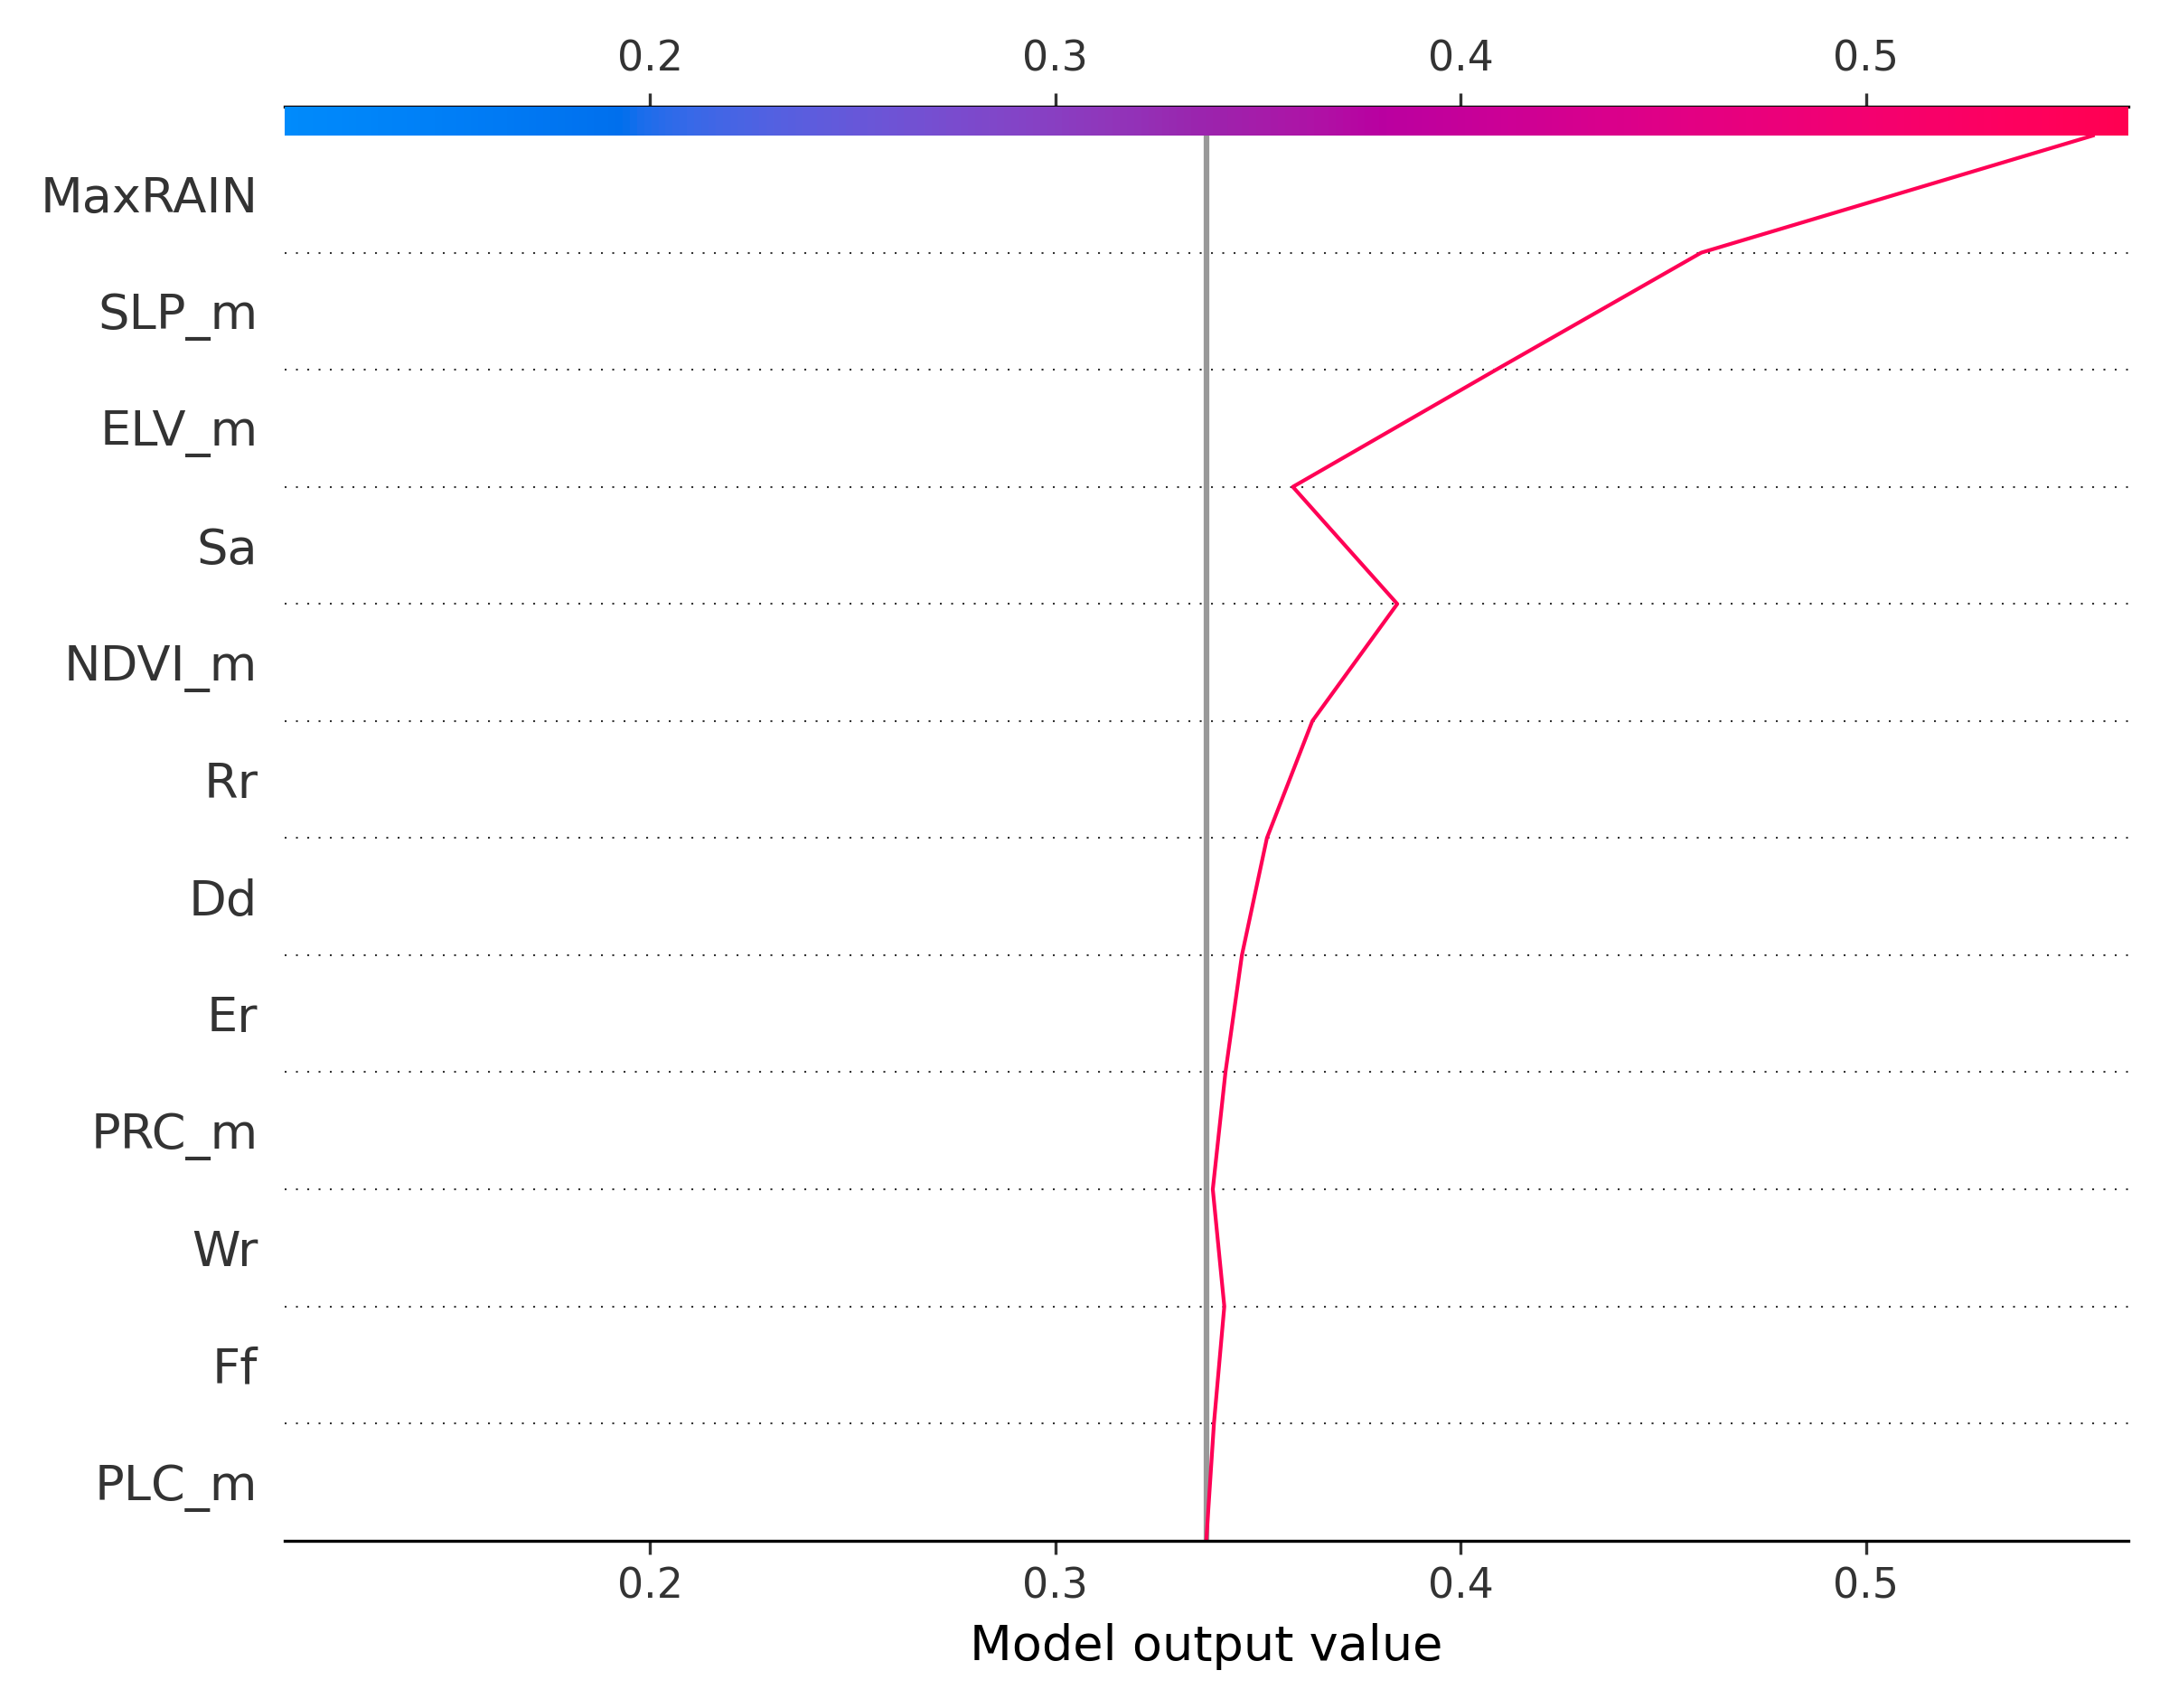 0.2 0.3 0.4 0.5
MaxRAIN
SLP_m
ELV_m
Sa
NDVI_m
Rr
Dd
Er
PRC_m
Wr
Ff
PLC_m
0.2 0.3 0.4 0.5
Model output value